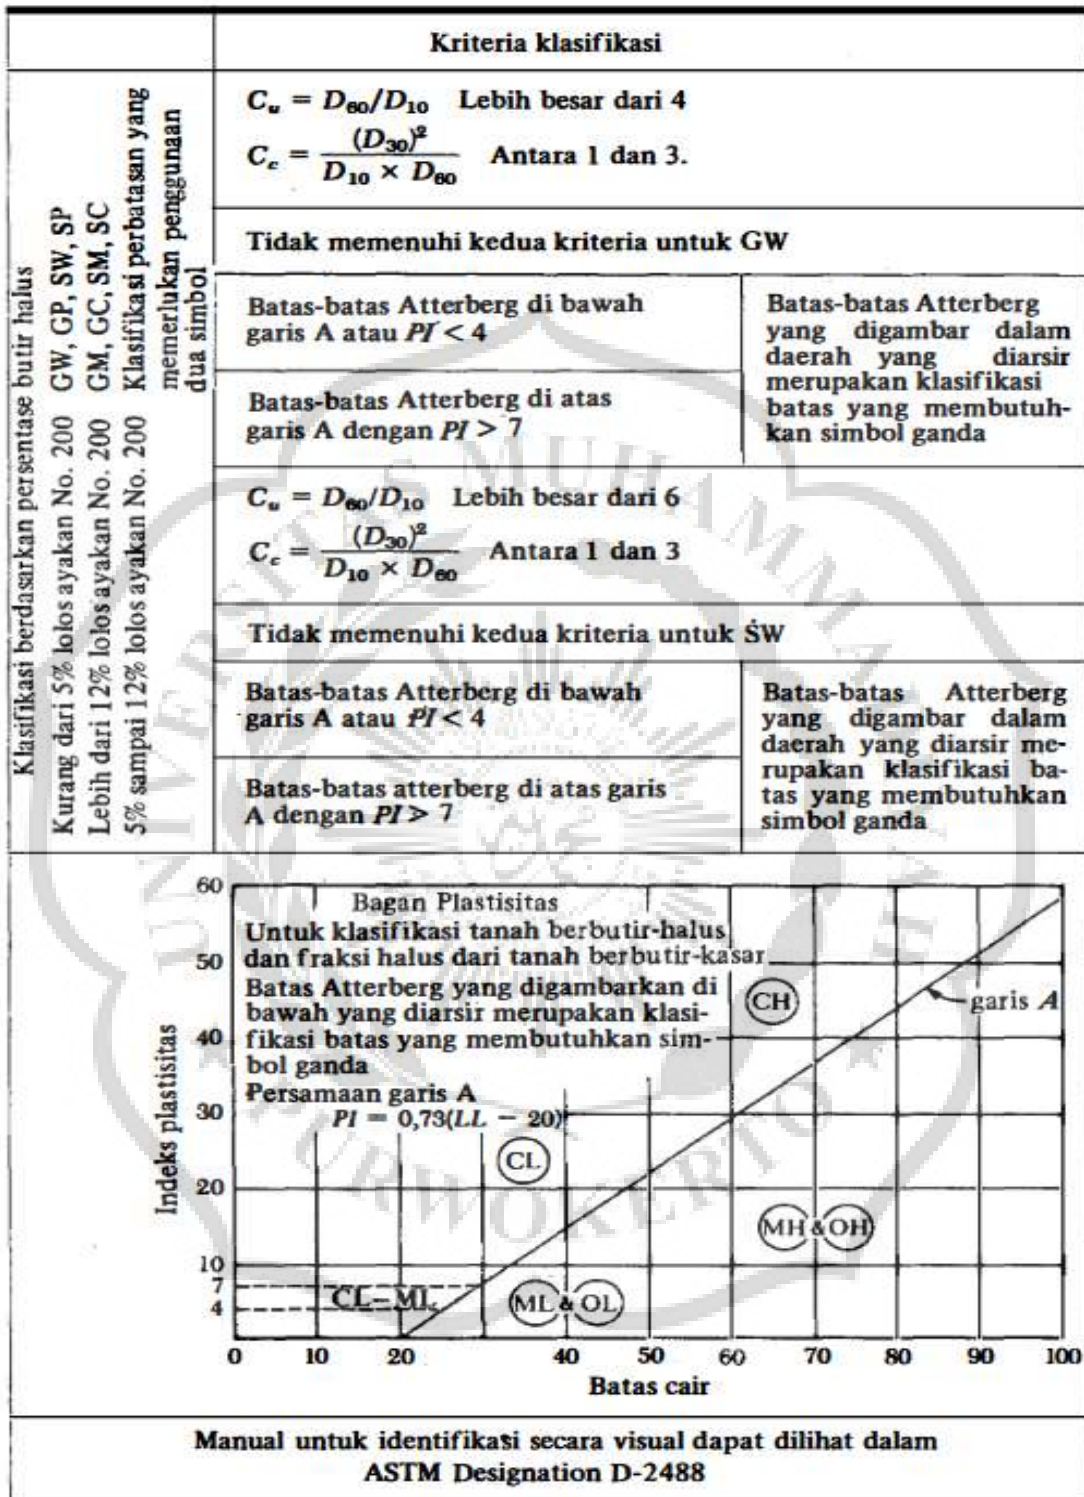 Kriteria klasifikasi
Klasifikasi berdasarkan persentase butir halus
Kurang dari 5% lolos ayakan No. 200 GW, GP, SW, SP
Lebih dari 12% lolos ayakan No. 200 GM, GC, SM, SC
5% sampai 12% lolos ayakan No. 200 Klasifikasi perbatasan yang
memerlukan penggunaan
dua simbol
Cᵤ = D₆₀/D₁₀ Lebih besar dari 4
C_c = (D₃₀)² / (D₁₀ × D₆₀) Antara 1 dan 3.
Tidak memenuhi kedua kriteria untuk GW
Batas-batas Atterberg di bawah
garis A atau PI < 4
Batas-batas Atterberg di atas
garis A dengan PI > 7
Batas-batas Atterberg
yang digambar dalam
daerah yang diarsir
merupakan klasifikasi
batas yang membutuh-
kan simbol ganda
Cᵤ = D₆₀/D₁₀ Lebih besar dari 6
C_c = (D₃₀)² / (D₁₀ × D₆₀) Antara 1 dan 3
Tidak memenuhi kedua kriteria untuk SW
Batas-batas Atterberg di bawah
garis A atau PI < 4
Batas-batas atterberg di atas garis
A dengan PI > 7
Batas-batas Atterberg
yang digambar dalam
daerah yang diarsir me-
rupakan klasifikasi ba-
tas yang membutuhkan
simbol ganda
Bagan Plastisitas
Untuk klasifikasi tanah berbutir-halus
dan fraksi halus dari tanah berbutir-kasar
Batas Atterberg yang digambarkan di
bawah yang diarsir merupakan klasi-
fikasi batas yang membutuhkan sim-
bol ganda
Persamaan garis A
PI = 0,73(LL − 20)
Indeks plastisitas
60
50
40
30
20
10
7
4
CH
garis A
CL
MH & OH
CL–ML
ML & OL
0 10 20 40 50 60 70 80 90 100
Batas cair
Manual untuk identifikasi secara visual dapat dilihat dalam
ASTM Designation D-2488
UNIVERSITAS MUHAMMADIYAH
PURWOKERTO